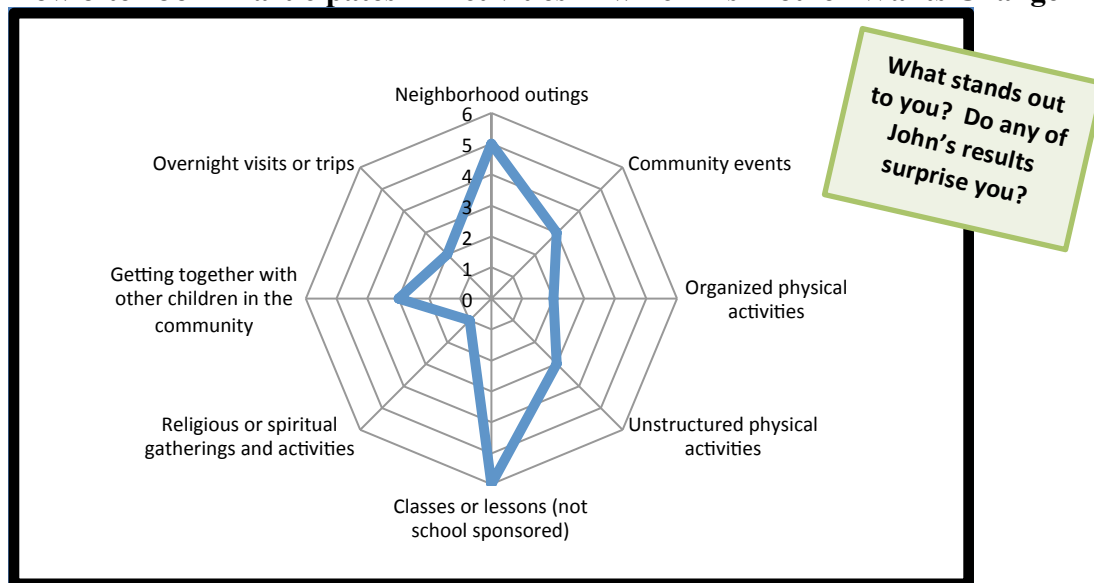 What stands out
to you? Do any of
John's results
surprise you?
Neighborhood outings
6
5
4
3
2
1
0
Overnight visits or trips
Community events
Getting together with
other children in the
community
Organized physical
activities
Religious or spiritual
gatherings and activities
Unstructured physical
activities
Classes or lessons (not
school sponsored)